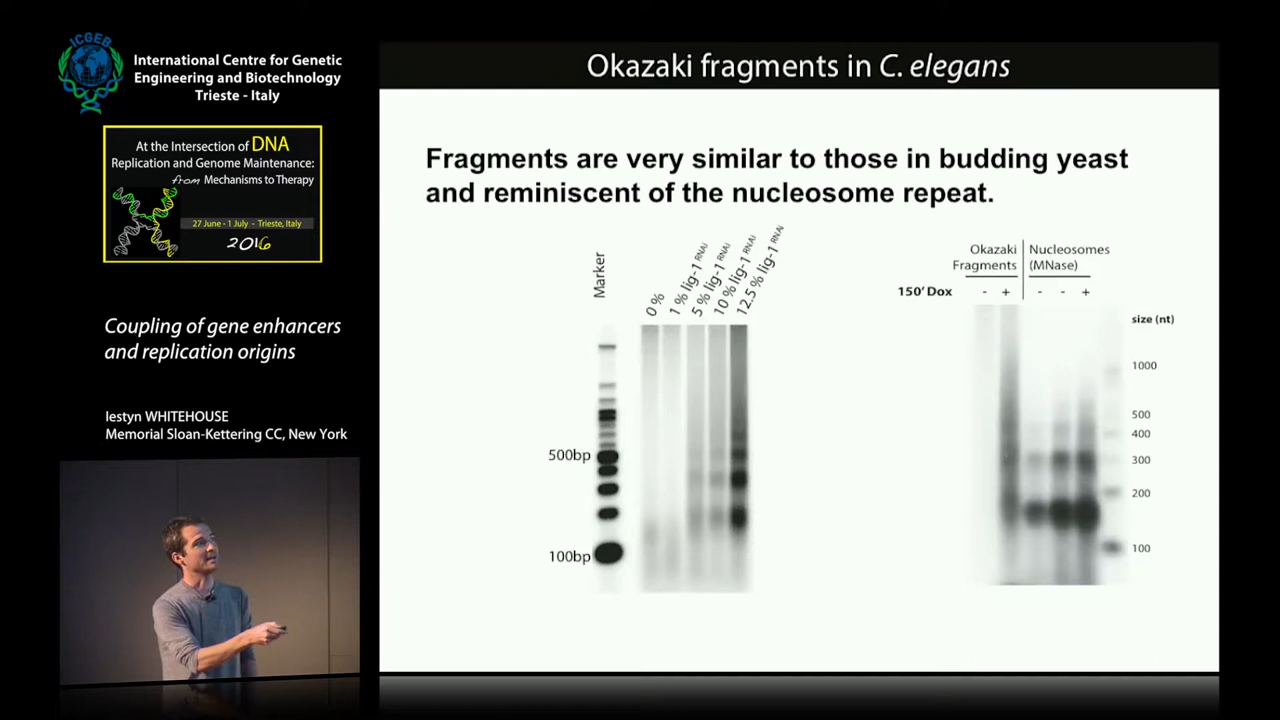 ICGEB
International Centre for Genetic
Engineering and Biotechnology
Trieste - Italy
At the Intersection of DNA
Replication and Genome Maintenance:
from Mechanisms to Therapy
27 June - 1 July - Trieste, Italy
2016
Coupling of gene enhancers
and replication origins
Iestyn WHITEHOUSE
Memorial Sloan-Kettering CC, New York
Okazaki fragments in C. elegans
Fragments are very similar to those in budding yeast
and reminiscent of the nucleosome repeat.
Marker
0 %
1 % lig-1 RNAi
5 % lig-1 RNAi
10 % lig-1 RNAi
12.5 % lig-1 RNAi
500bp
100bp
Okazaki Fragments
Nucleosomes (MNase)
150' Dox - + - - +
size (nt)
1000
500
400
300
200
100